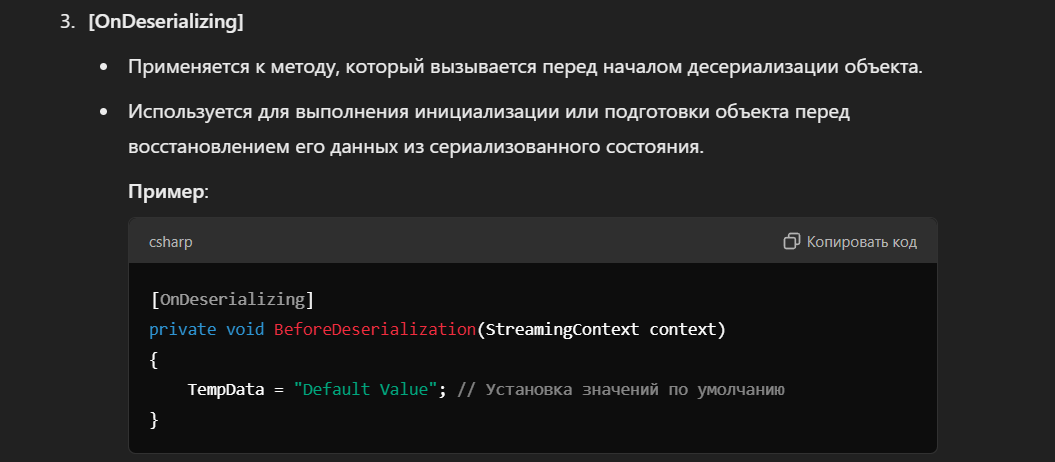 3. [OnDeserializing]
• Применяется к методу, который вызывается перед началом десериализации объекта.
• Используется для выполнения инициализации или подготовки объекта перед
восстановлением его данных из сериализованного состояния.
Пример:
csharp Копировать код
[OnDeserializing]
private void BeforeDeserialization(StreamingContext context)
{
    TempData = "Default Value"; // Установка значений по умолчанию
}